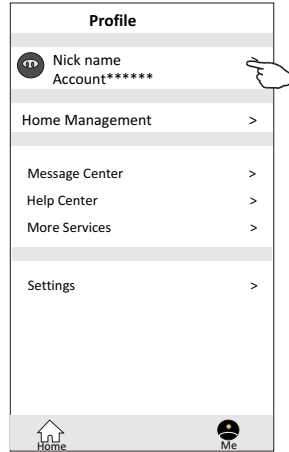 Profile
Nick name
Account******
Home Management >
Message Center >
Help Center >
More Services >
Settings >
Home
Me